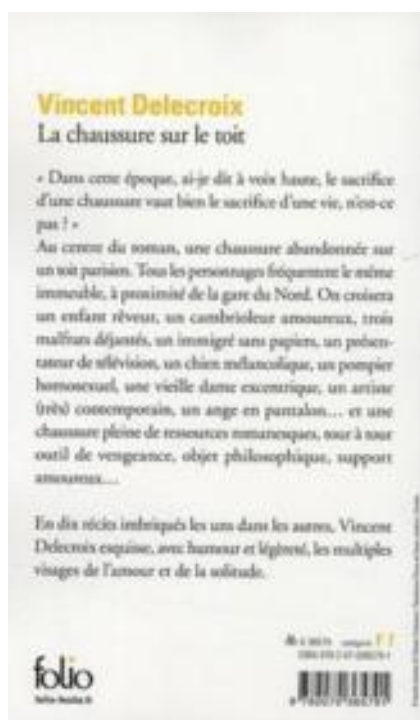 Vincent Delecroix
La chaussure sur le toit
« Dans cette époque, ai-je dit à voix haute, le sacrifice
d'une chaussure vaut bien le sacrifice d'une vie, n'est-ce
pas ? »
Au centre du roman, une chaussure abandonnée sur
un toit parisien. Tous les personnages fréquentent le même
immeuble, à proximité de la gare du Nord. On croisera
un enfant rêveur, un cambrioleur amoureux, trois
malfrats déjantés, un immigré sans papiers, un présen-
tateur de télévision, un chien mélancolique, un pompier
homosexuel, une vieille dame excentrique, un artiste
(très) contemporain, un ange en pantalon... et une
chaussure pleine de ressources romanesques, tour à tour
outil de vengeance, objet philosophique, support
amoureux...
En dix récits imbriqués les uns dans les autres, Vincent
Delecroix esquisse, avec humour et légèreté, les multiples
visages de l'amour et de la solitude.
folio